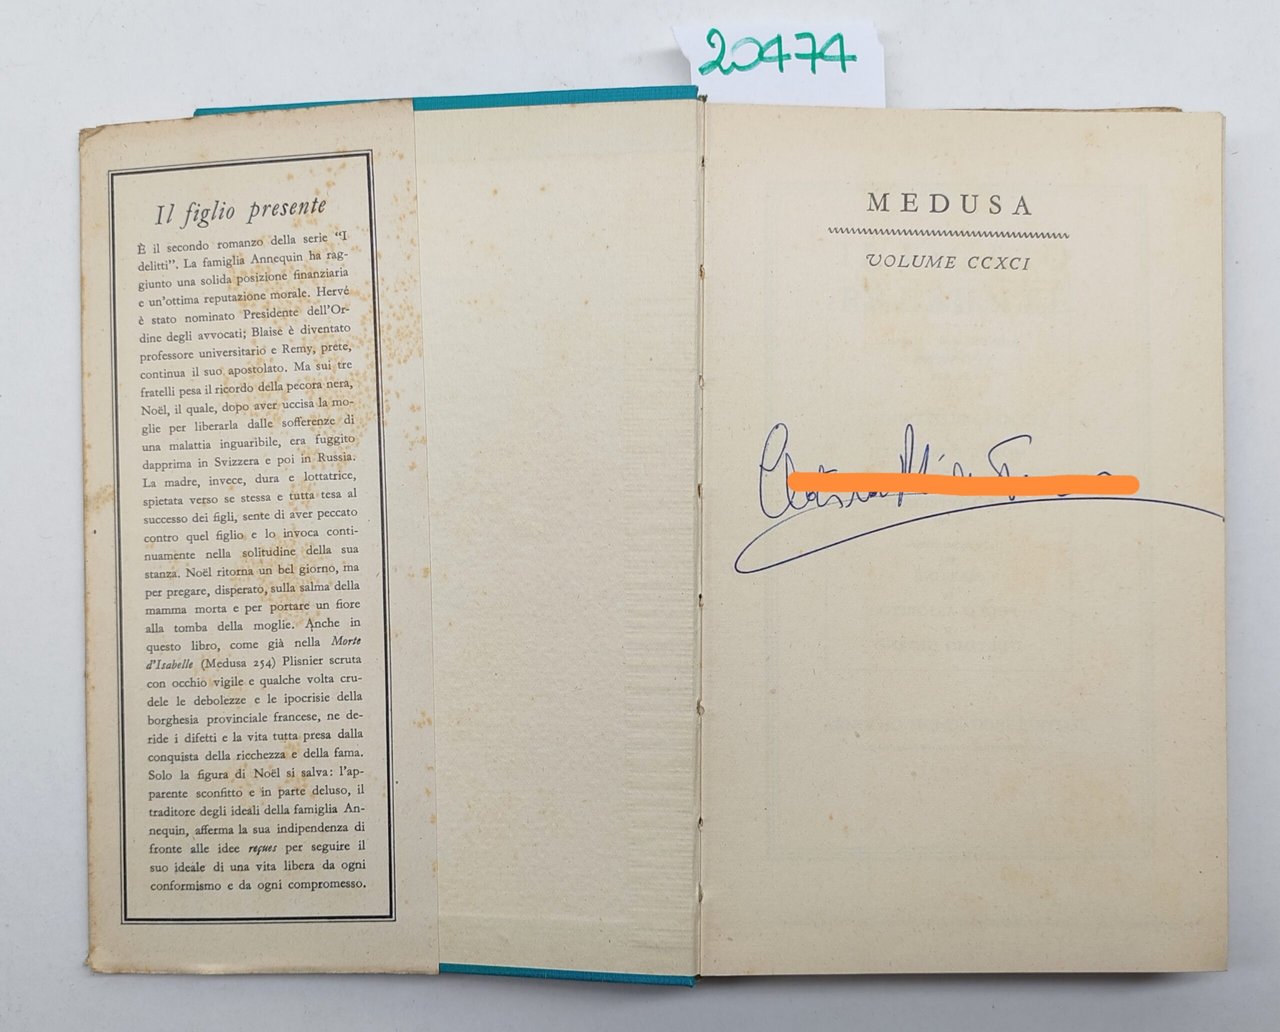 20474
Il figlio presente
È il secondo romanzo della serie “I
delitti”. La famiglia Annequin ha rag-
giunto una solida posizione finanziaria
e un'ottima reputazione morale. Hervé
è stato nominato Presidente dell'Or-
dine degli avvocati; Blaise è diventato
professore universitario e Remy, prete,
continua il suo apostolato. Ma sui tre
fratelli pesa il ricordo della pecora nera,
Noël, il quale, dopo aver uccisa la mo-
glie per liberarla dalle sofferenze di
una malattia inguaribile, era fuggito
dapprima in Svizzera e poi in Russia.
La madre, invece, dura e lottatrice,
spietata verso se stessa e tutta tesa al
successo dei figli, sente di aver peccato
contro quel figlio e lo invoca conti-
nuamente nella solitudine della sua
stanza. Noël ritorna un bel giorno, ma
per pregare, disperato, sulla salma della
mamma morta e per portare un fiore
alla tomba della moglie. Anche in
questo libro, come già nella Morte
d'Isabelle (Medusa 254) Plisnier scruta
con occhio vigile e qualche volta cru-
dele le debolezze e le ipocrisie della
borghesia provinciale francese, ne de-
ride i difetti e la vita tutta presa dalla
conquista della ricchezza e della fama.
Solo la figura di Noël si salva: l'ap-
parente sconfitto e in parte deluso, il
traditore degli ideali della famiglia An-
nequin, afferma la sua indipendenza di
fronte alle idee reçues per seguire il
suo ideale di una vita libera da ogni
conformismo e da ogni compromesso.
MEDUSA
VOLUME CCXCI